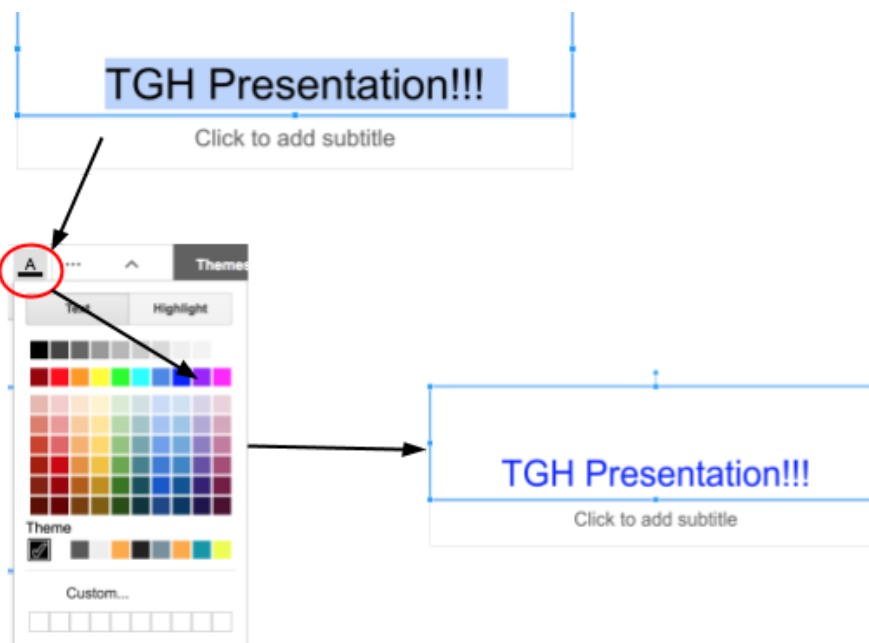 TGH Presentation!!!
Click to add subtitle
A
Themes
Text Highlight
Theme
Custom...
TGH Presentation!!!
Click to add subtitle